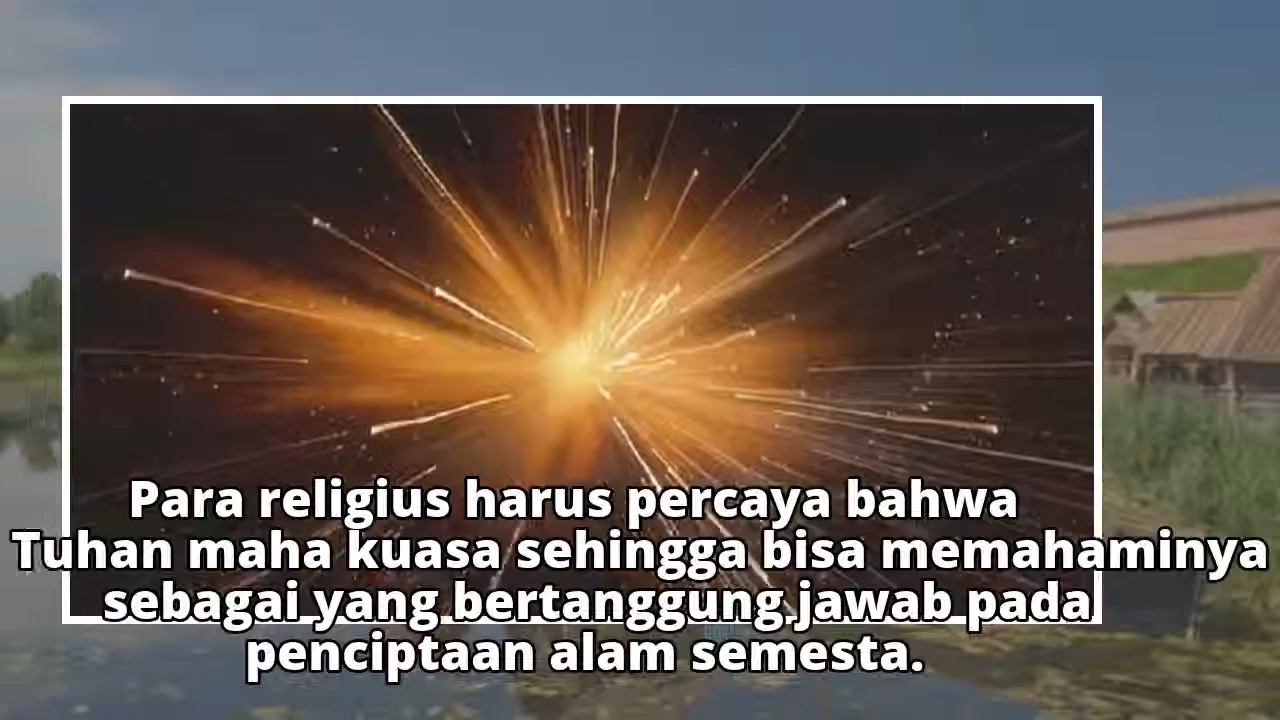 Para religius harus percaya bahwa
Tuhan maha kuasa sehingga bisa memahaminya
sebagai yang bertanggung jawab pada
penciptaan alam semesta.